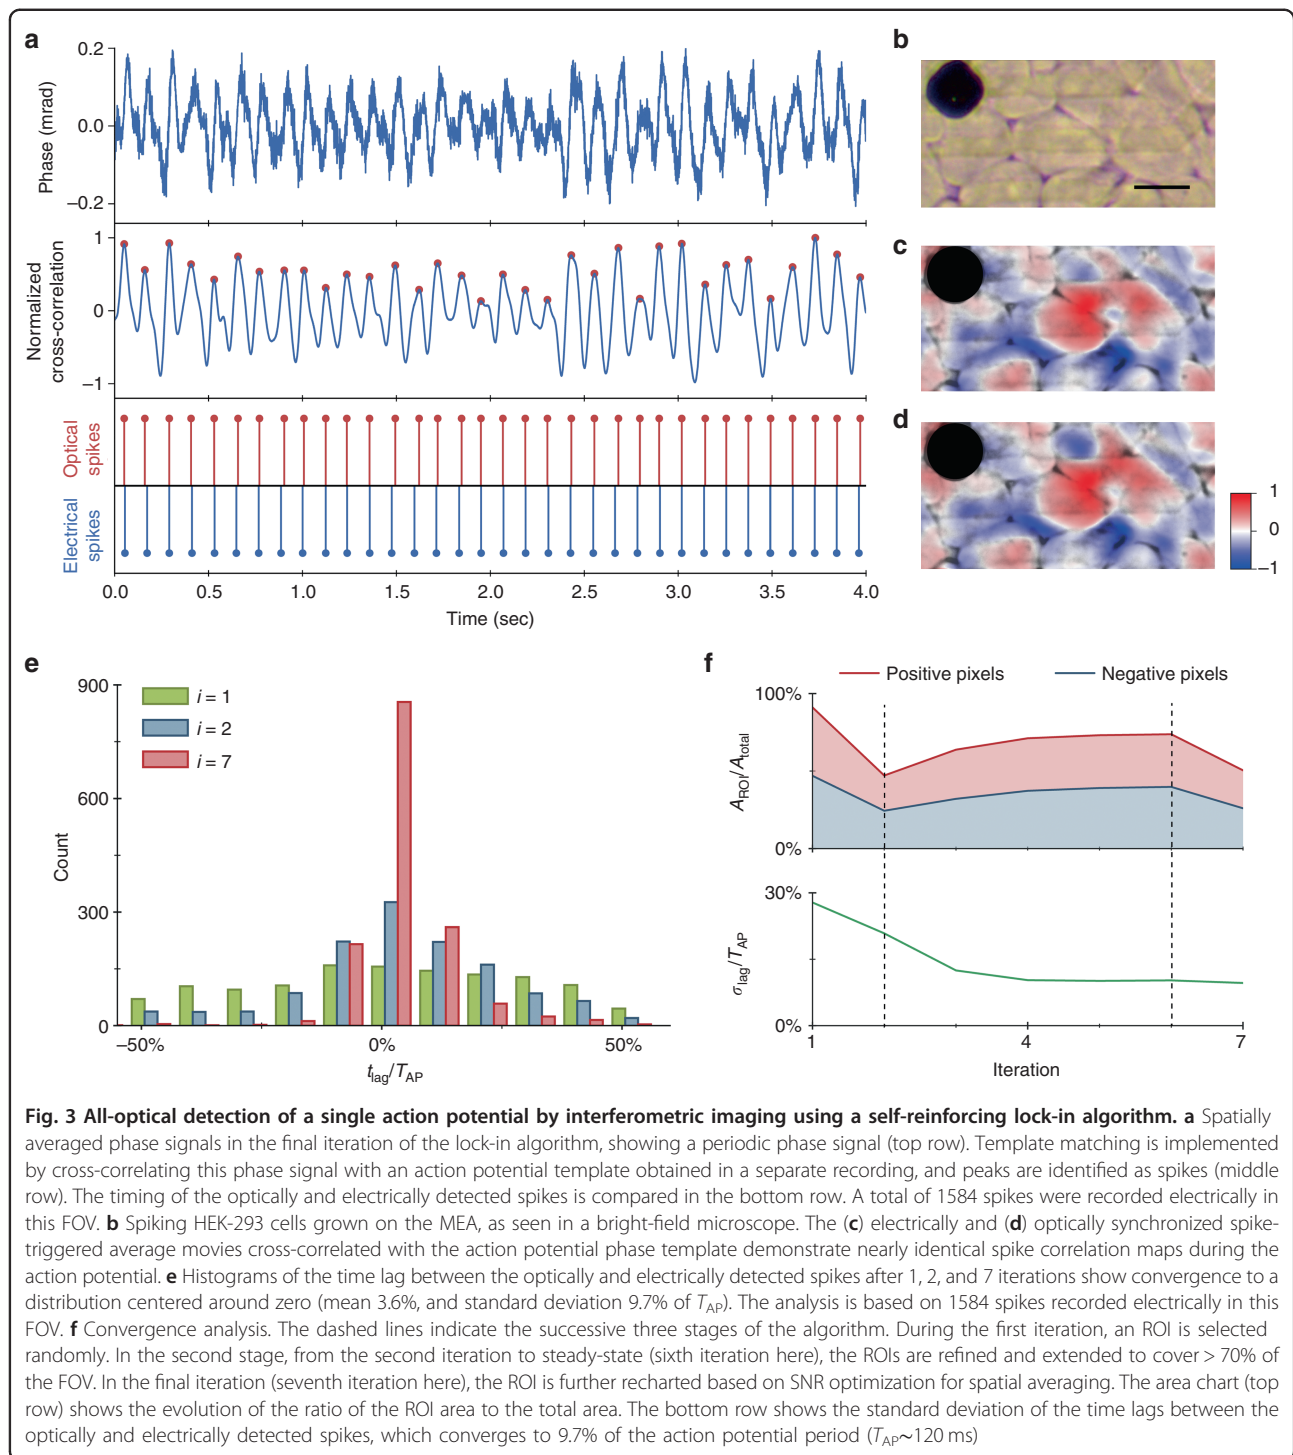 a
0.2
0.0
−0.2
Phase (mrad)
1
0
−1
Normalized
cross-correlation
Optical
spikes
Electrical
spikes
0.0 0.5 1.0 1.5 2.0 2.5 3.0 3.5 4.0
Time (sec)
b
c
d
1
0
−1
e
900
600
300
0
Count
i = 1
i = 2
i = 7
−50% 0% 50%
t_lag/T_AP
f
Positive pixels Negative pixels
100%
0%
A_ROI/A_total
30%
0%
σ_lag/T_AP
1 4 7
Iteration
Fig. 3 All-optical detection of a single action potential by interferometric imaging using a self-reinforcing lock-in algorithm. a Spatially
averaged phase signals in the final iteration of the lock-in algorithm, showing a periodic phase signal (top row). Template matching is implemented
by cross-correlating this phase signal with an action potential template obtained in a separate recording, and peaks are identified as spikes (middle
row). The timing of the optically and electrically detected spikes is compared in the bottom row. A total of 1584 spikes were recorded electrically in
this FOV. b Spiking HEK-293 cells grown on the MEA, as seen in a bright-field microscope. The (c) electrically and (d) optically synchronized spike-
triggered average movies cross-correlated with the action potential phase template demonstrate nearly identical spike correlation maps during the
action potential. e Histograms of the time lag between the optically and electrically detected spikes after 1, 2, and 7 iterations show convergence to a
distribution centered around zero (mean 3.6%, and standard deviation 9.7% of T_AP). The analysis is based on 1584 spikes recorded electrically in this
FOV. f Convergence analysis. The dashed lines indicate the successive three stages of the algorithm. During the first iteration, an ROI is selected
randomly. In the second stage, from the second iteration to steady-state (sixth iteration here), the ROIs are refined and extended to cover > 70% of
the FOV. In the final iteration (seventh iteration here), the ROI is further recharted based on SNR optimization for spatial averaging. The area chart (top
row) shows the evolution of the ratio of the ROI area to the total area. The bottom row shows the standard deviation of the time lags between the
optically and electrically detected spikes, which converges to 9.7% of the action potential period (T_AP~120 ms)